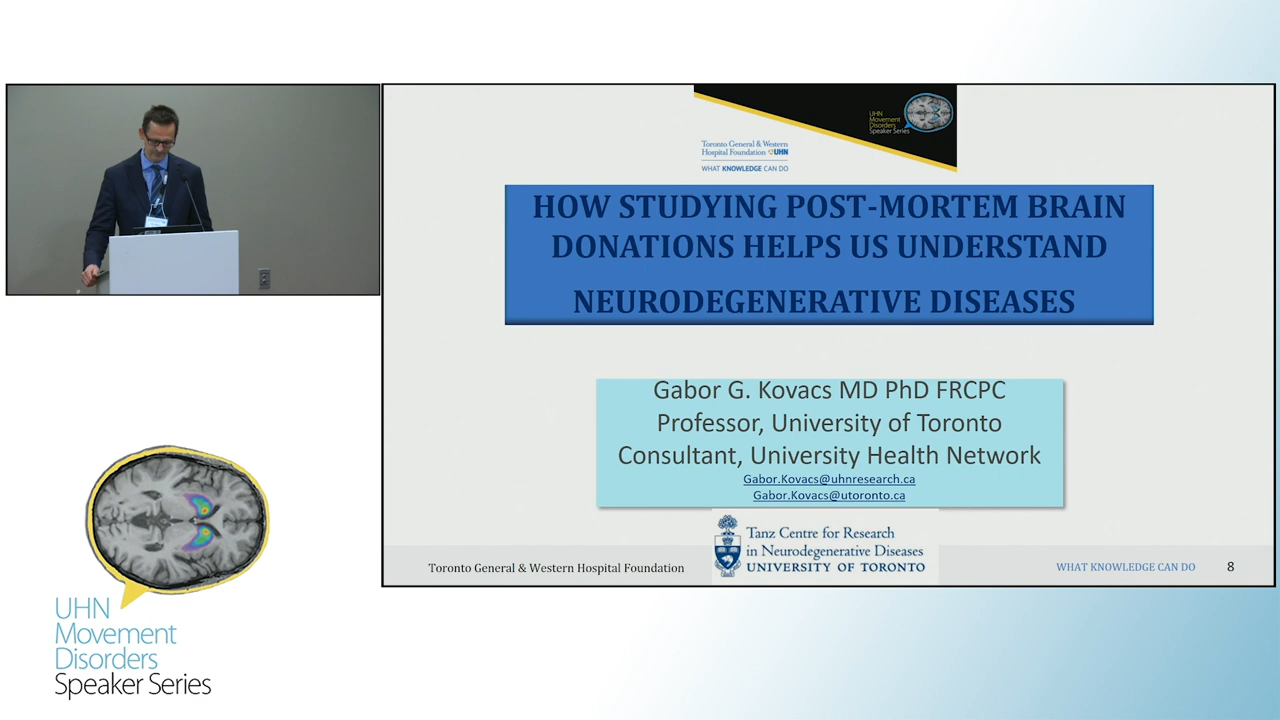 UHN
Movement
Disorders
Speaker Series
Toronto General & Western
Hospital Foundation UHN
WHAT KNOWLEDGE CAN DO
HOW STUDYING POST-MORTEM BRAIN
DONATIONS HELPS US UNDERSTAND
NEURODEGENERATIVE DISEASES
Gabor G. Kovacs MD PhD FRCPC
Professor, University of Toronto
Consultant, University Health Network
Gabor.Kovacs@uhnresearch.ca
Gabor.Kovacs@utoronto.ca
Tanz Centre for Research
in Neurodegenerative Diseases
UNIVERSITY OF TORONTO
Toronto General & Western Hospital Foundation
WHAT KNOWLEDGE CAN DO
8
UHN
Movement
Disorders
Speaker Series